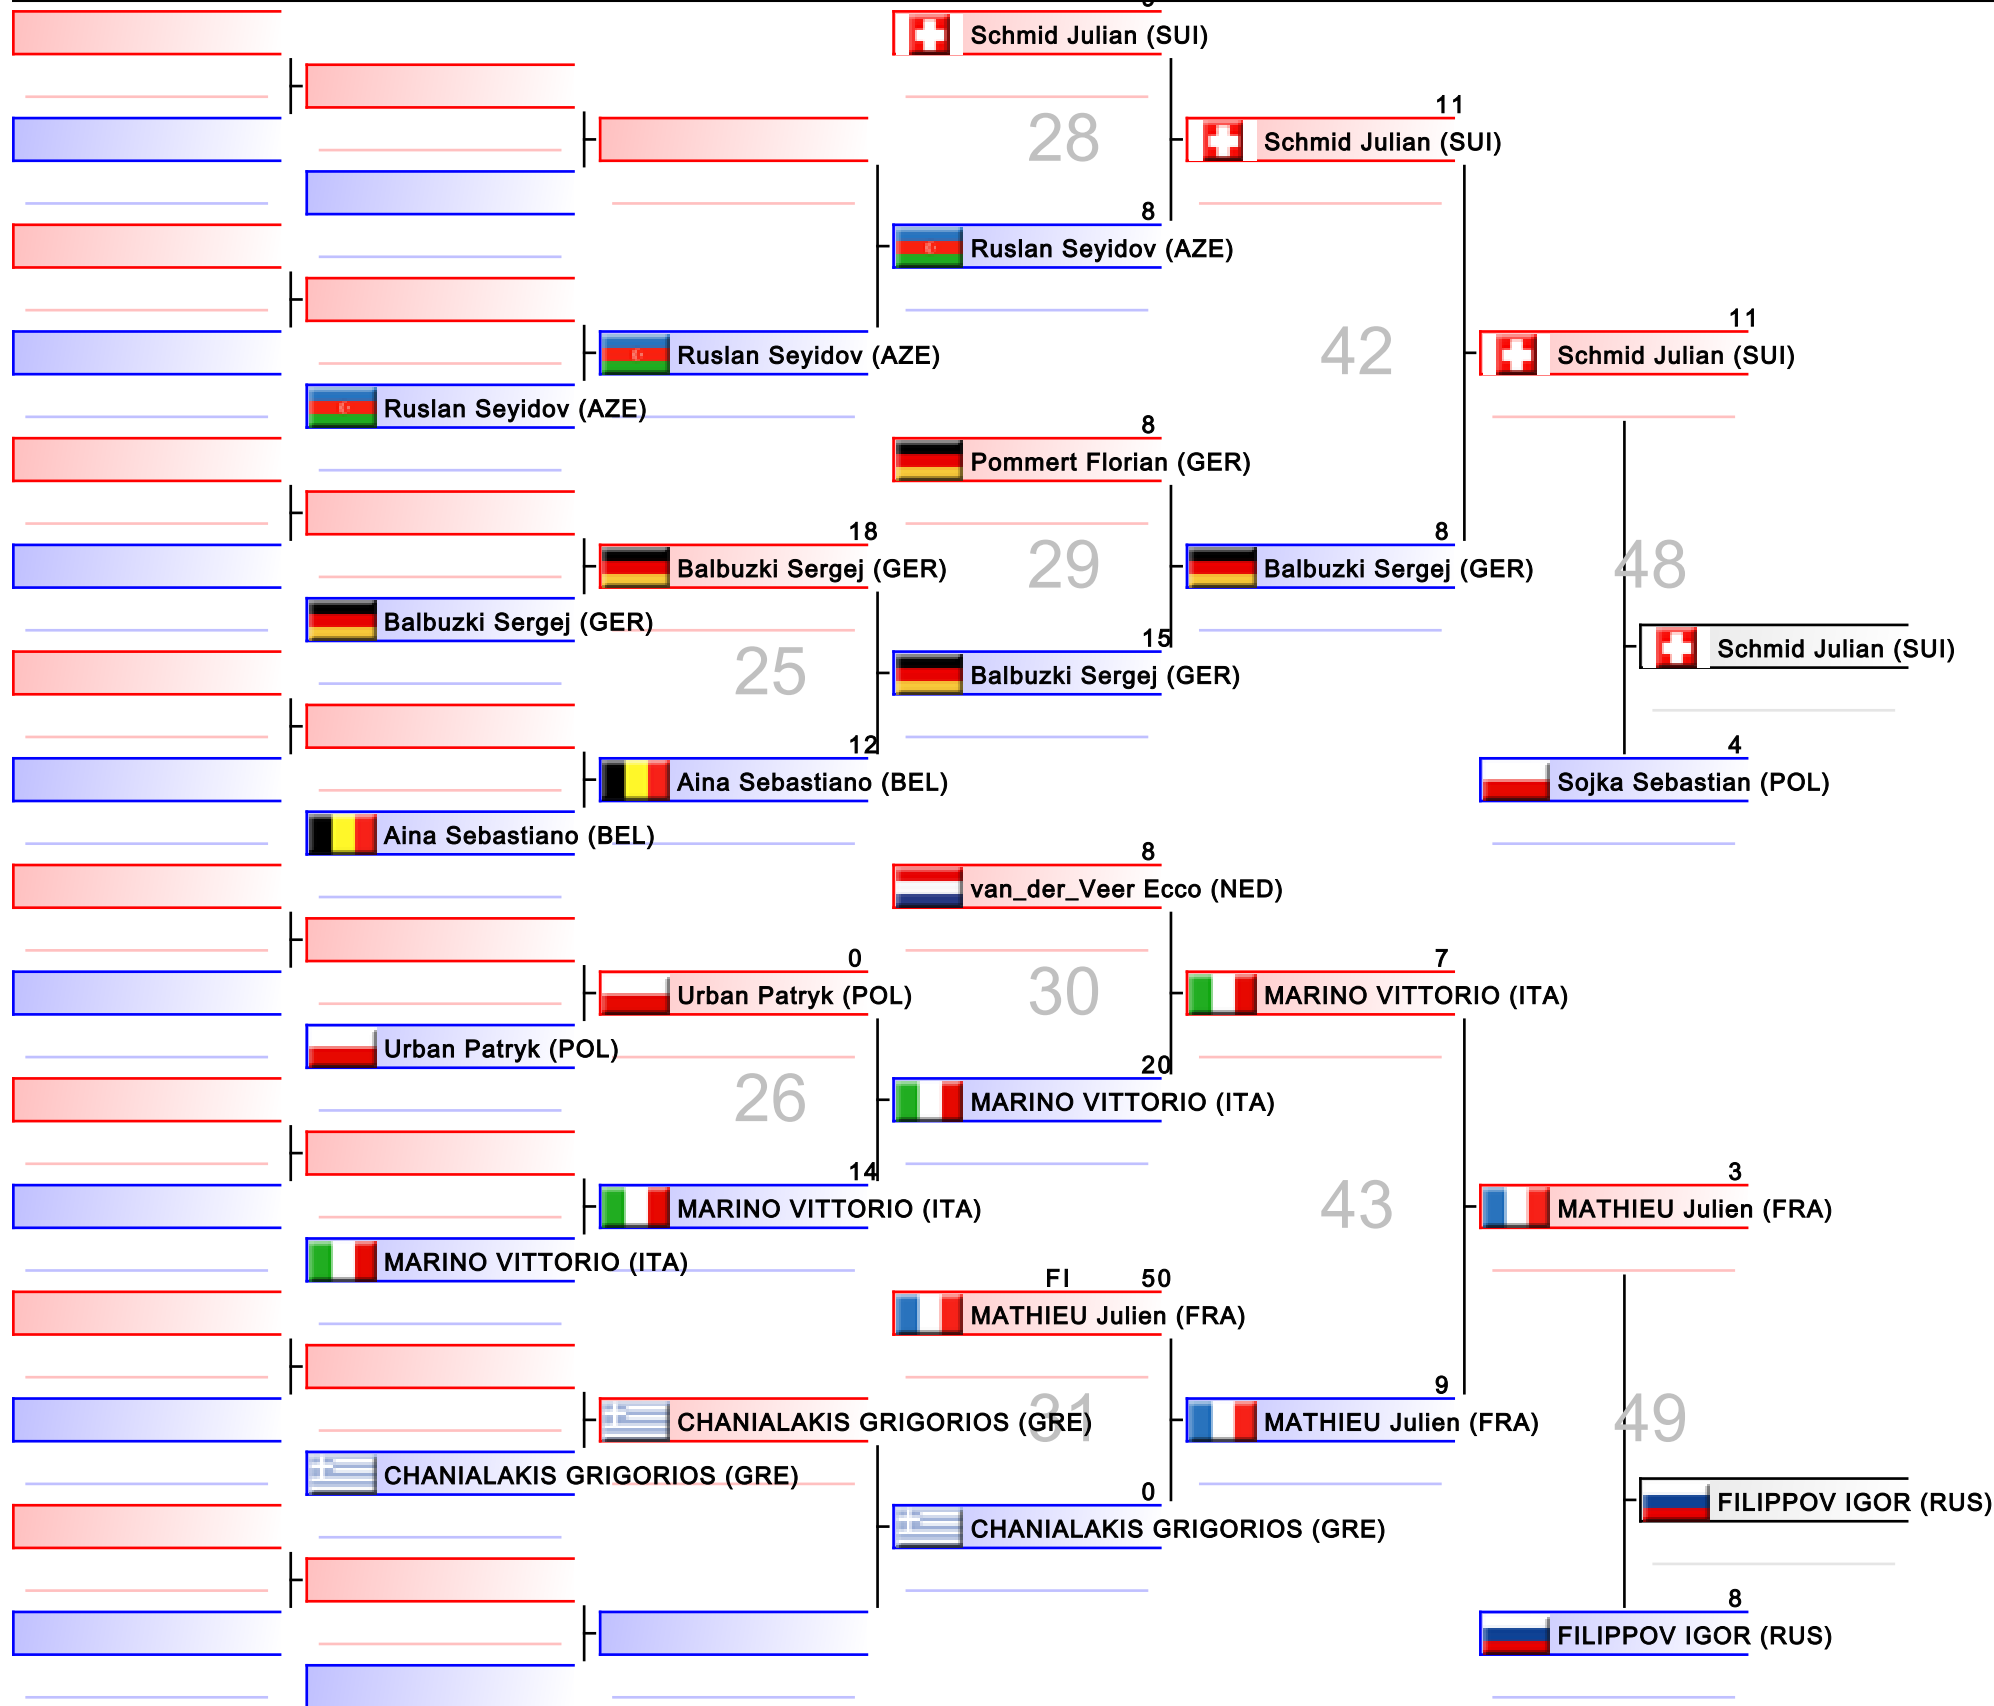 Schmid Julian (SUI)
28
11
Schmid Julian (SUI)
8
Ruslan Seyidov (AZE)
11
Schmid Julian (SUI)
42
Ruslan Seyidov (AZE)
Ruslan Seyidov (AZE)
8
Pommert Florian (GER)
18
Balbuzki Sergej (GER)
29
8
Balbuzki Sergej (GER)
48
Balbuzki Sergej (GER)
15
Balbuzki Sergej (GER)
Schmid Julian (SUI)
25
12
Aina Sebastiano (BEL)
4
Sojka Sebastian (POL)
Aina Sebastiano (BEL)
8
van_der_Veer Ecco (NED)
0
Urban Patryk (POL)
30
7
MARINO VITTORIO (ITA)
Urban Patryk (POL)
26
20
MARINO VITTORIO (ITA)
14
MARINO VITTORIO (ITA)
43
3
MATHIEU Julien (FRA)
MARINO VITTORIO (ITA)
FI 50
MATHIEU Julien (FRA)
CHANIALAKIS GRIGORIOS (GRE)
31
9
MATHIEU Julien (FRA)
49
CHANIALAKIS GRIGORIOS (GRE)
0
CHANIALAKIS GRIGORIOS (GRE)
FILIPPOV IGOR (RUS)
8
FILIPPOV IGOR (RUS)